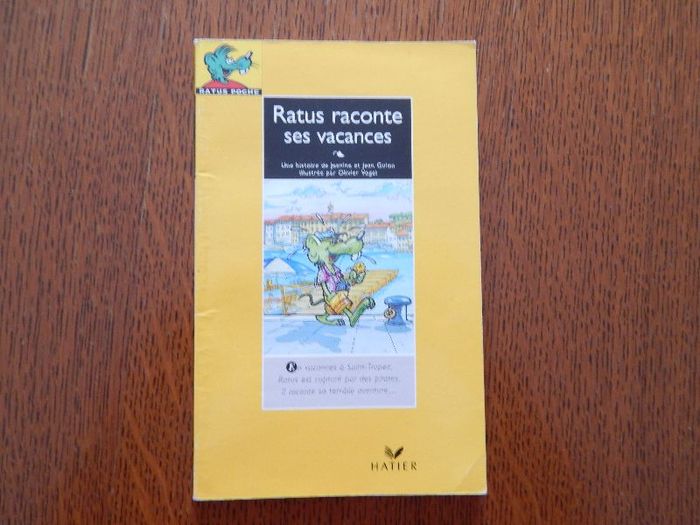 RATUS POCHE
Ratus raconte
ses vacances
Une histoire de Jeanine et Jean Guion
illustrée par Olivier Vogel
En vacances à Saint-Tropez,
Ratus est capturé par des pirates.
Il raconte sa terrible aventure...
HATIER